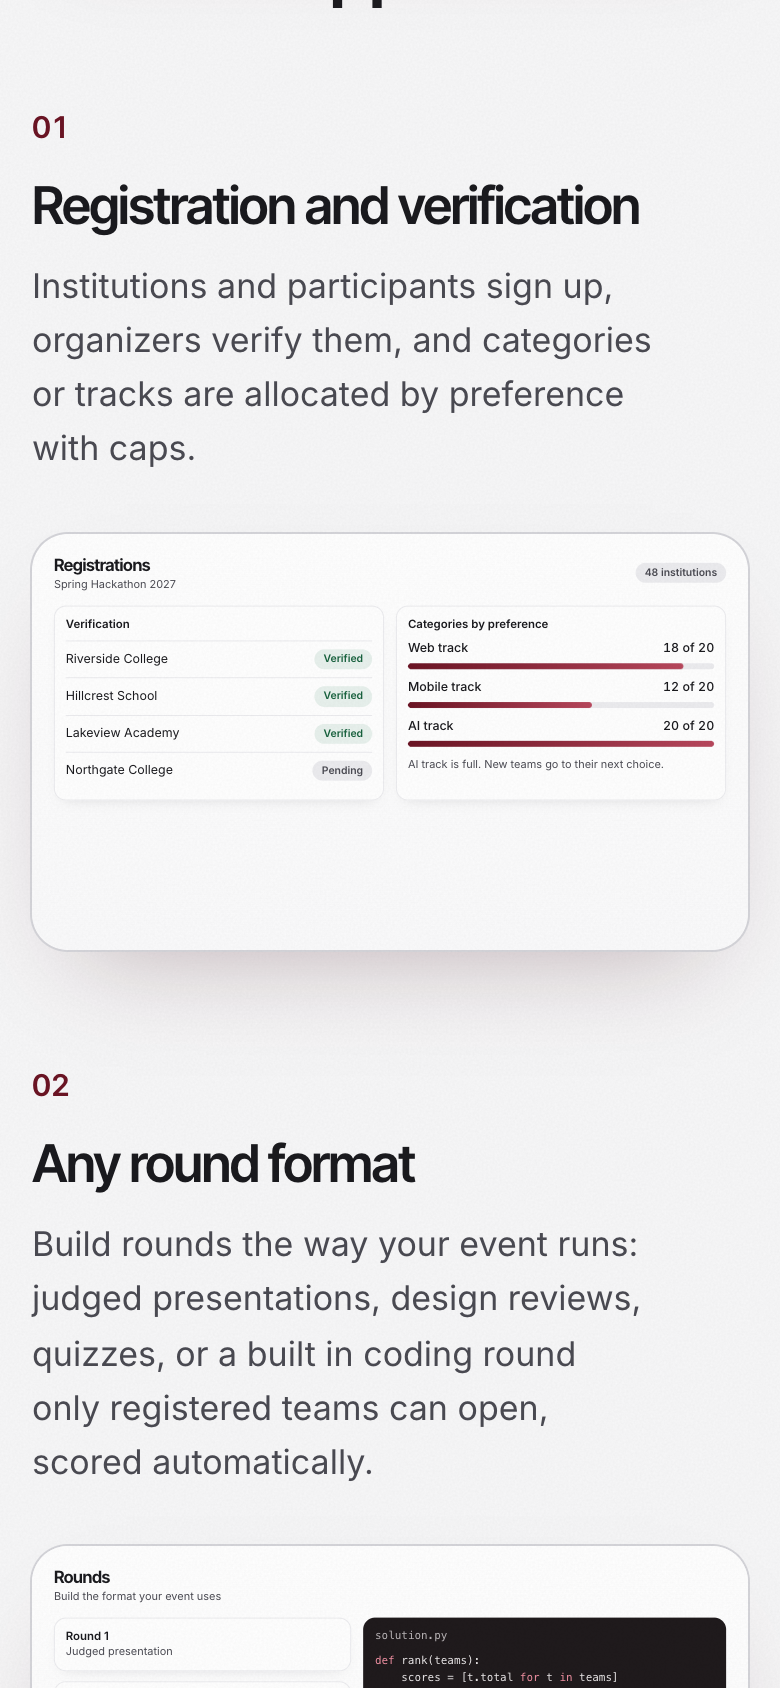 01
Registration and verification
Institutions and participants sign up,
organizers verify them, and categories
or tracks are allocated by preference
with caps.
Registrations
Spring Hackathon 2027
48 institutions
Verification
Riverside College
Verified
Hillcrest School
Verified
Lakeview Academy
Verified
Northgate College
Pending
Categories by preference
Web track
18 of 20
Mobile track
12 of 20
AI track
20 of 20
AI track is full. New teams go to their next choice.
02
Any round format
Build rounds the way your event runs:
judged presentations, design reviews,
quizzes, or a built in coding round
only registered teams can open,
scored automatically.
Rounds
Build the format your event uses
Round 1
Judged presentation
solution.py
def rank(teams):
    scores = [t.total for t in teams]